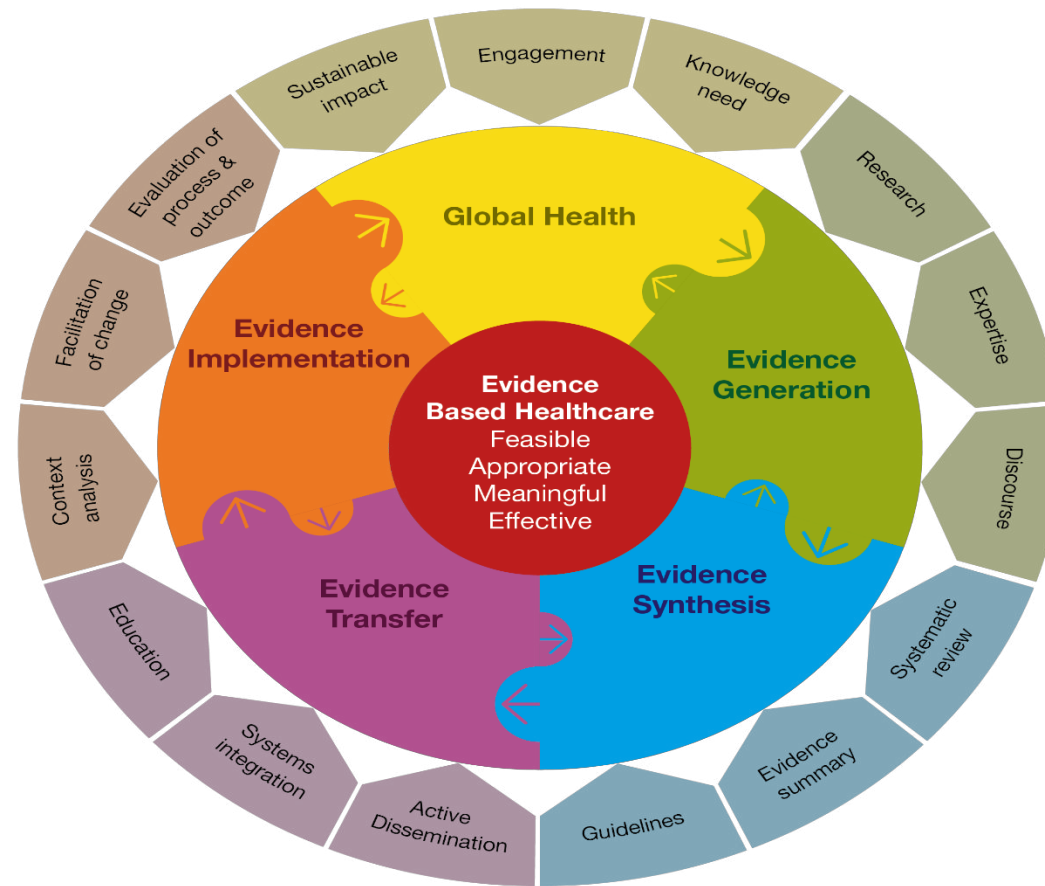 Engagement
Knowledge
need
Research
Expertise
Discourse
Systematic
review
Evidence
summary
Guidelines
Active
Dissemination
Systems
integration
Education
Context
analysis
Facilitation
of change
Evaluation of
process &
outcome
Sustainable
impact
Global Health
Evidence
Generation
Evidence
Synthesis
Evidence
Transfer
Evidence
Implementation
Evidence
Based Healthcare
Feasible
Appropriate
Meaningful
Effective